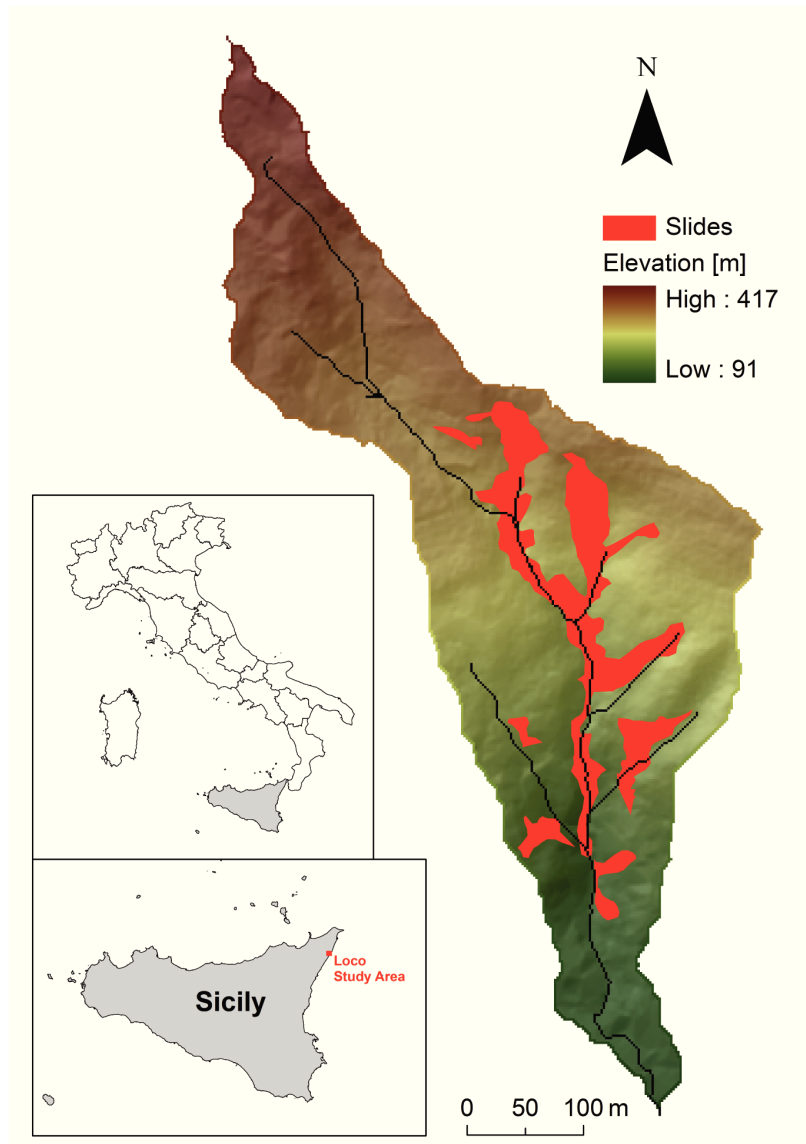 N
Slides
Elevation [m]
High : 417
Low : 91
Loco
Study Area
Sicily
0 50 100 m